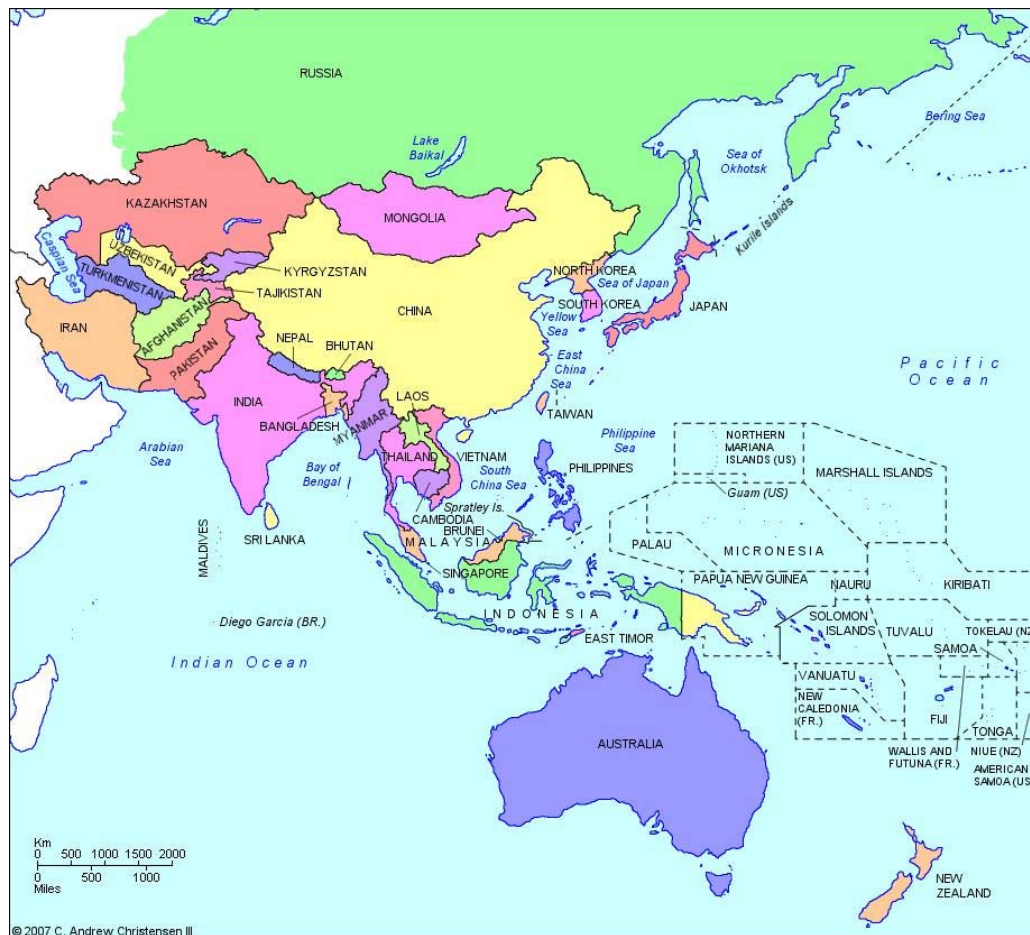 RUSSIA
Bering Sea
Lake
Baikal
Sea of
Okhotsk
KAZAKHSTAN
MONGOLIA
Kurile Islands
Caspian Sea
UZBEKISTAN
TURKMENISTAN
KYRGYZSTAN
TAJIKISTAN
NORTH KOREA
Sea of Japan
SOUTH KOREA
JAPAN
CHINA
Yellow
Sea
IRAN
AFGHANISTAN
PAKISTAN
NEPAL
BHUTAN
East
China
Sea
Pacific
Ocean
LAOS
INDIA
BANGLADESH
MYANMAR
TAIWAN
Arabian
Sea
Bay of
Bengal
THAILAND
VIETNAM
South
China Sea
Philippine
Sea
PHILIPPINES
NORTHERN
MARIANA
ISLANDS (US)
MARSHALL ISLANDS
Guam (US)
CAMBODIA
Spratley Is.
BRUNEI
MALAYSIA
SRI LANKA
MALDIVES
PALAU
MICRONESIA
SINGAPORE
PAPUA NEW GUINEA
NAURU
KIRIBATI
INDONESIA
Diego Garcia (BR.)
EAST TIMOR
SOLOMON
ISLANDS
TUVALU
TOKELAU (NZ
SAMOA
Indian Ocean
VANUATU
NEW
CALEDONIA
(FR.)
FIJI
TONGA
AUSTRALIA
WALLIS AND
FUTUNA (FR.)
NIUE (NZ)
AMERICAN
SAMOA (US
Km
0 500 1000 1500 2000
0 500 1000
Miles
NEW
ZEALAND
© 2007 C. Andrew Christensen III